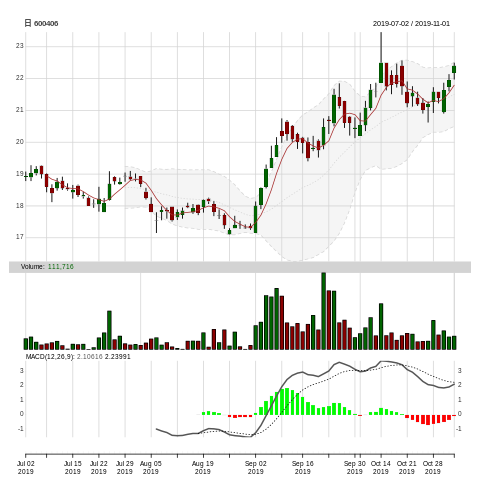 日 600406
2019-07-02 / 2019-11-01
23
22
21
20
19
18
17
Volume: 111,716
MACD(12,26,9): 2.10616 2.23991
3 3
2 2
1 1
0 0
-1 -1
Jul 02 Jul 15 Jul 22 Jul 29 Aug 05 Aug 19 Sep 02 Sep 16 Sep 30 Oct 14 Oct 21 Oct 28
2019 2019 2019 2019 2019 2019 2019 2019 2019 2019 2019 2019